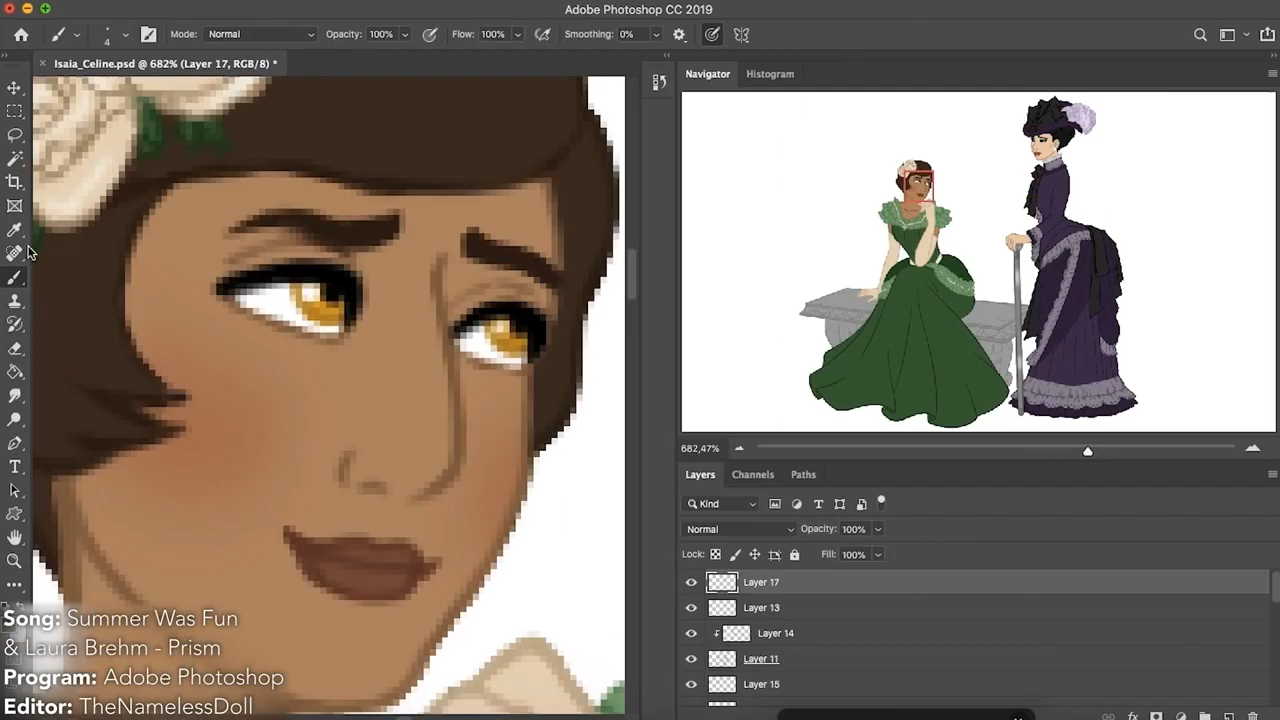 Adobe Photoshop CC 2019
4
Mode: Normal
Opacity: 100%
Flow: 100%
Smoothing: 0%
Isaia_Celine.psd @ 682% (Layer 17, RGB/8) *
Navigator
Histogram
682,47%
Layers
Channels
Paths
Kind
Normal
Opacity: 100%
Lock:
Fill: 100%
Layer 17
Layer 13
Layer 14
Layer 11
Layer 15
fx
Song: Summer Was Fun
& Laura Brehm - Prism
Program: Adobe Photoshop
Editor: TheNamelessDoll